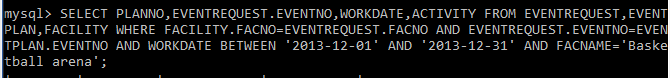 mysql> SELECT PLANNO,EVENTREQUEST.EVENTNO,WORKDATE,ACTIVITY FROM EVENTREQUEST,EVENT
PLAN,FACILITY WHERE FACILITY.FACNO=EVENTREQUEST.FACNO AND EVENTREQUEST.EVENTNO=EVEN
TPLAN.EVENTNO AND WORKDATE BETWEEN '2013-12-01' AND '2013-12-31' AND FACNAME='Baske
tball arena';